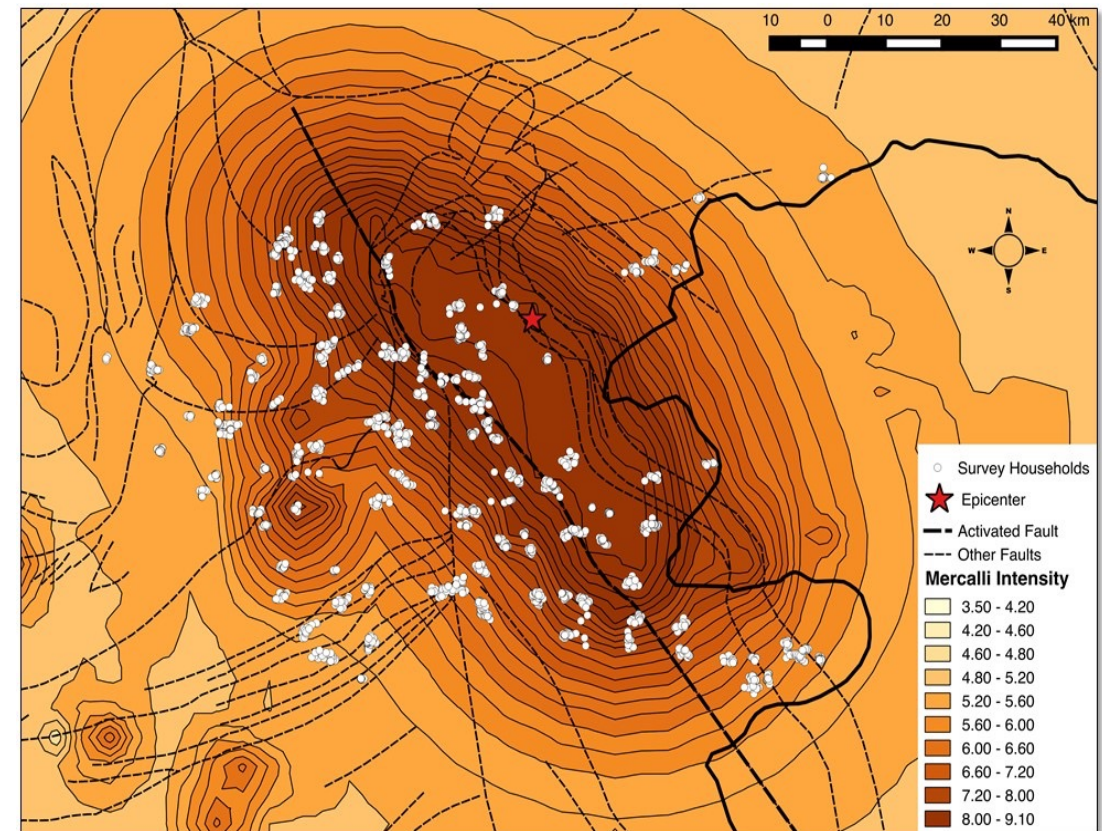 10 0 10 20 30 40 km
N
W E
S
Survey Households
Epicenter
Activated Fault
Other Faults
Mercalli Intensity
3.50 - 4.20
4.20 - 4.60
4.60 - 4.80
4.80 - 5.20
5.20 - 5.60
5.60 - 6.00
6.00 - 6.60
6.60 - 7.20
7.20 - 8.00
8.00 - 9.10